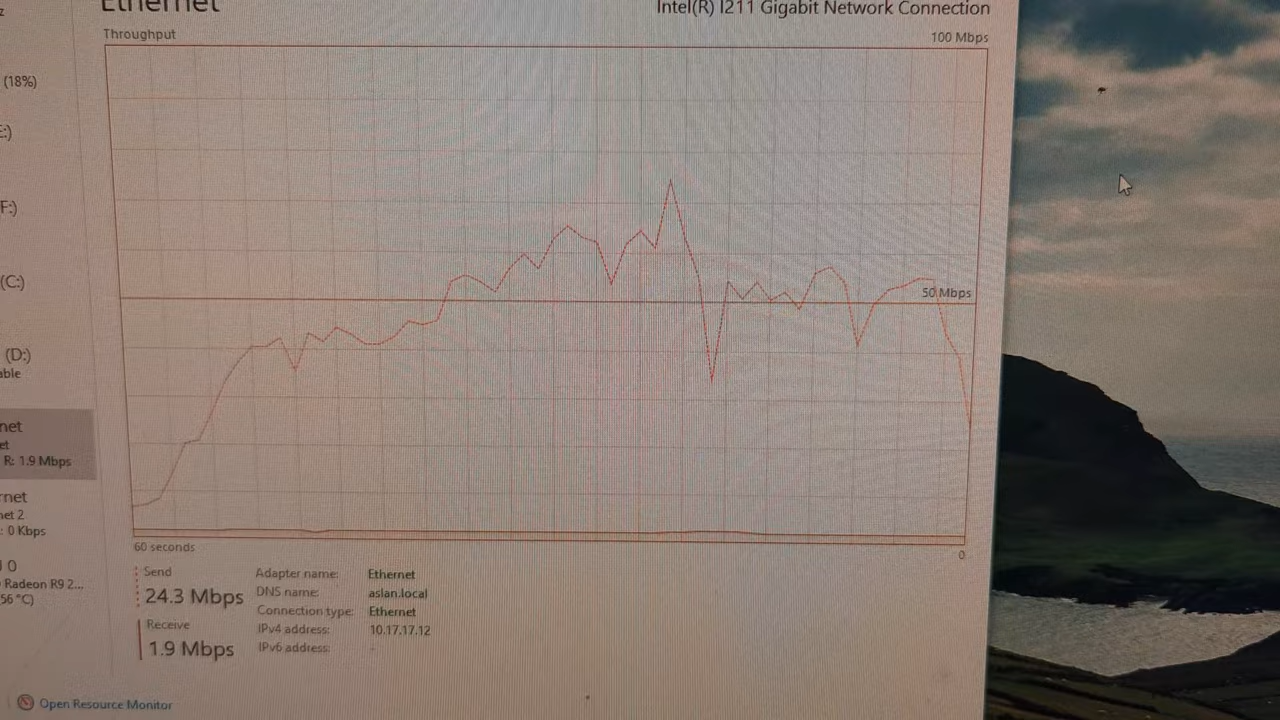 Ethernet
Intel(R) I211 Gigabit Network Connection
Throughput
100 Mbps
(18%)
E:)
F:)
(C:)
(D:)
able
50 Mbps
net
et
R: 1.9 Mbps
rnet
net 2
: 0 Kbps
0
Radeon R9 2...
56 °C)
60 seconds
0
Send
24.3 Mbps
Receive
1.9 Mbps
Adapter name: Ethernet
DNS name: aslan.local
Connection type: Ethernet
IPv4 address: 10.17.17.12
IPv6 address: -
Open Resource Monitor